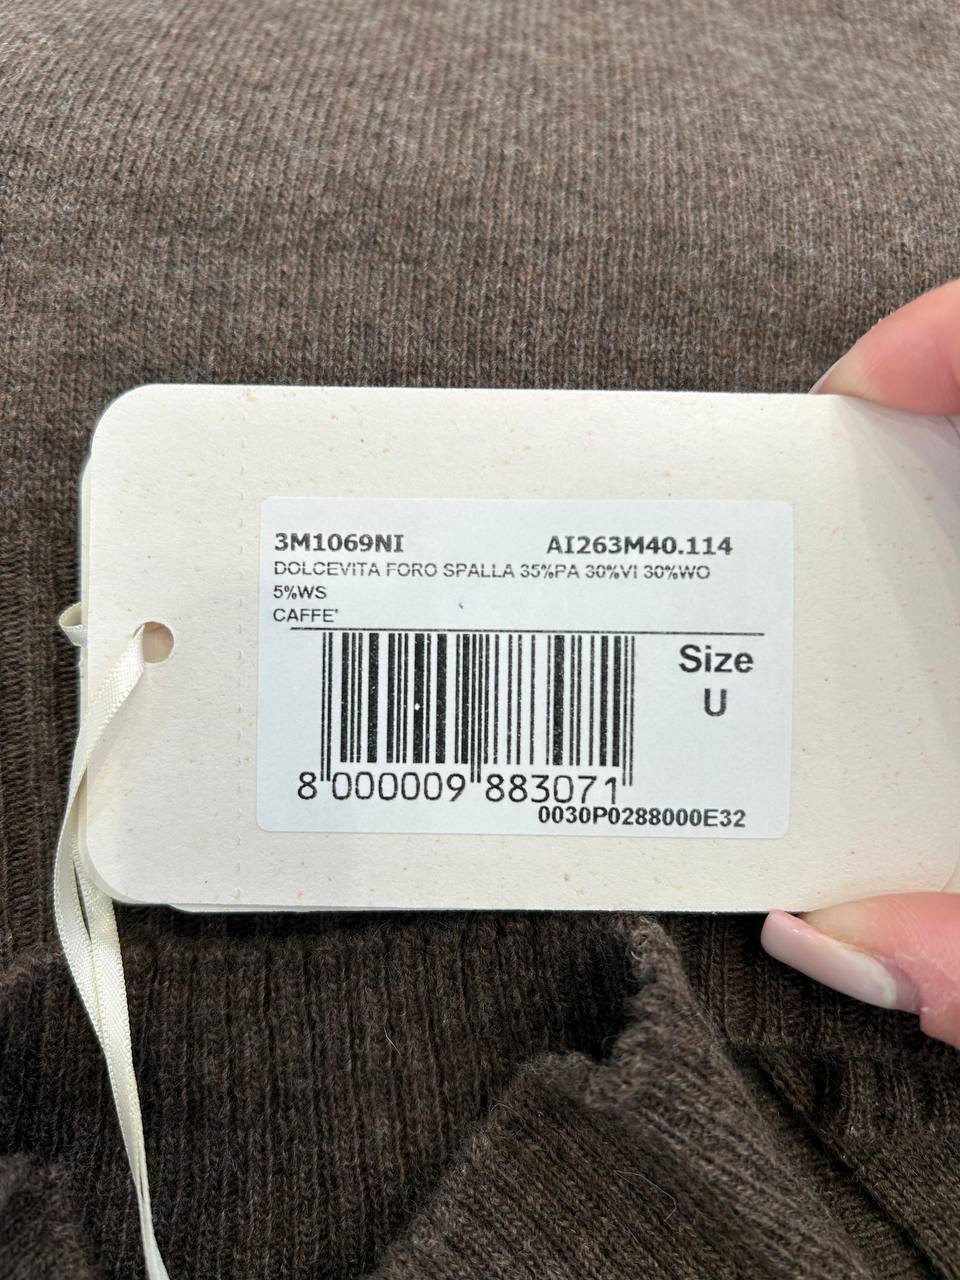 3M1069NI AI263M40.114
DOLCEVITA FORO SPALLA 35%PA 30%VI 30%WO
5%WS
CAFFE'
Size
U
8 000009 883071
0030P0288000E32